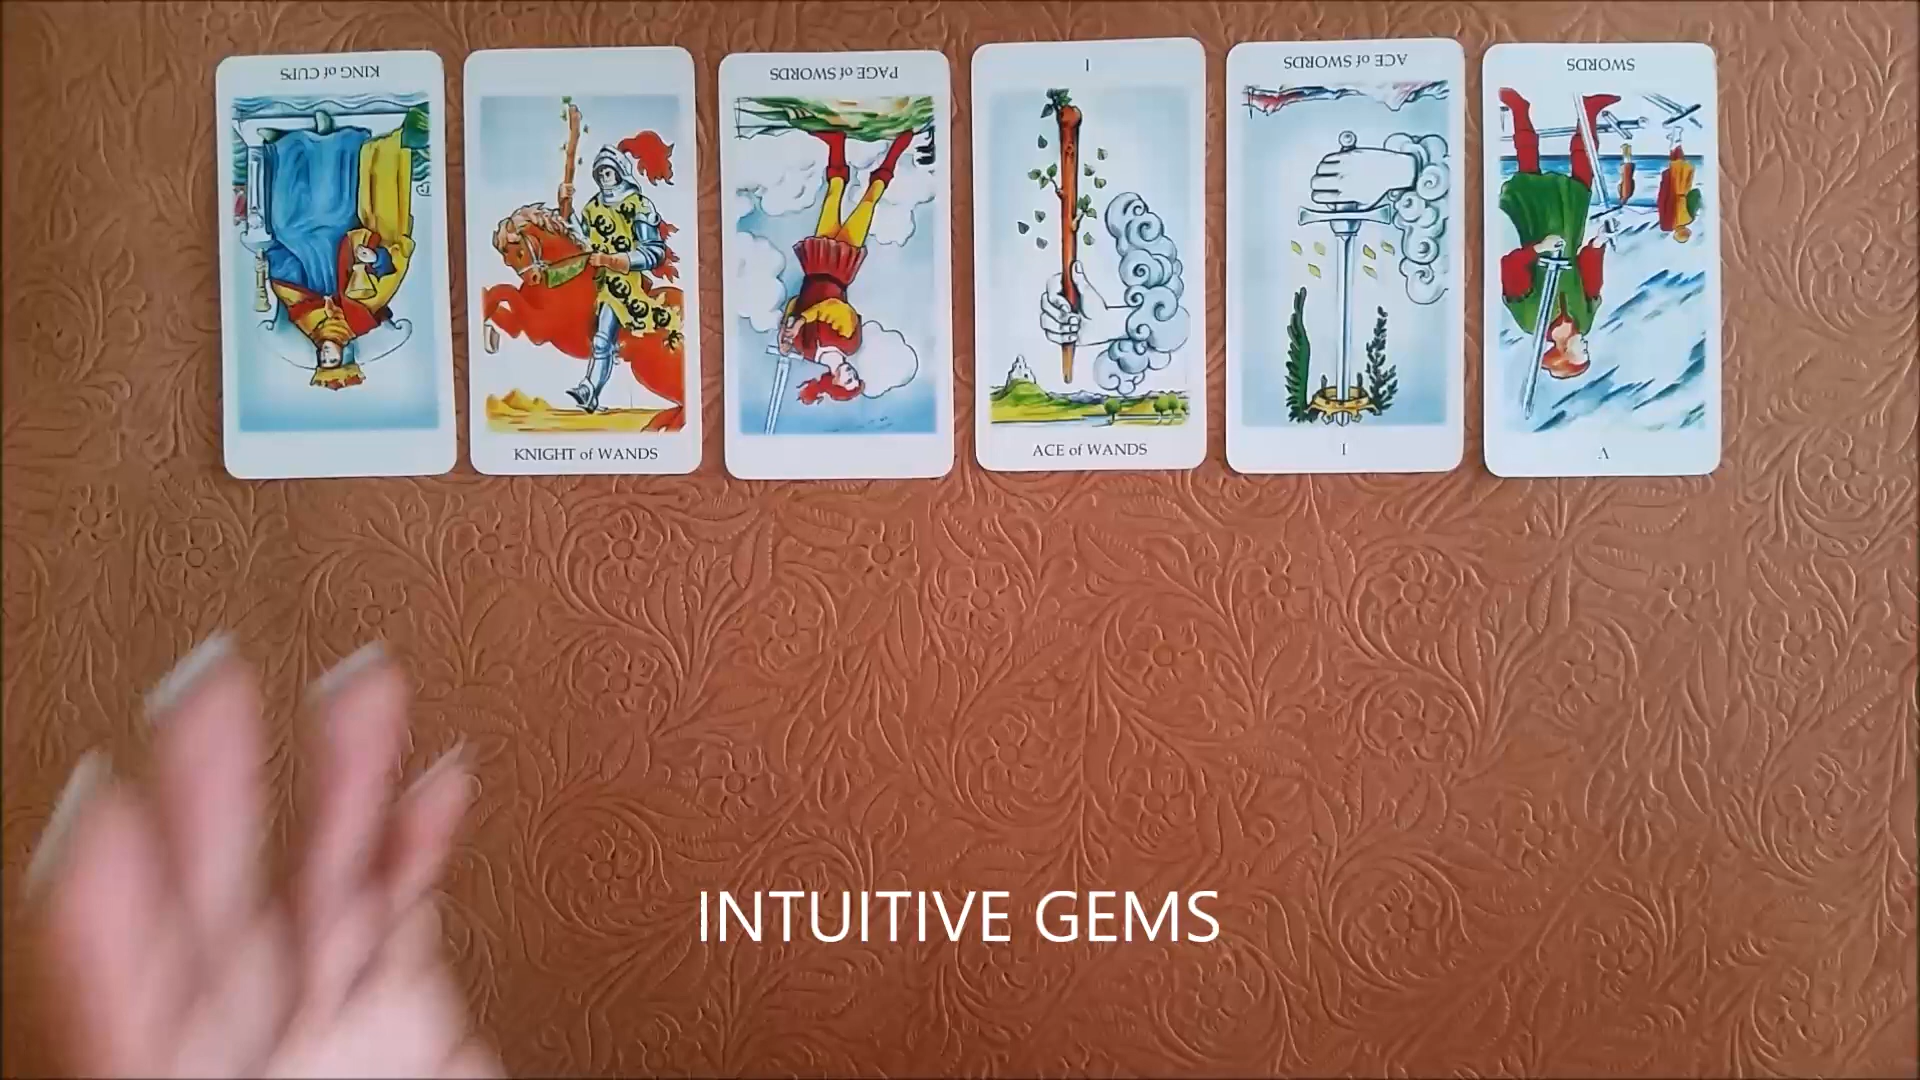 KING of CUPS
KNIGHT of WANDS
PAGE of SWORDS
I
ACE of WANDS
ACE of SWORDS
I
SWORDS
V
INTUITIVE GEMS